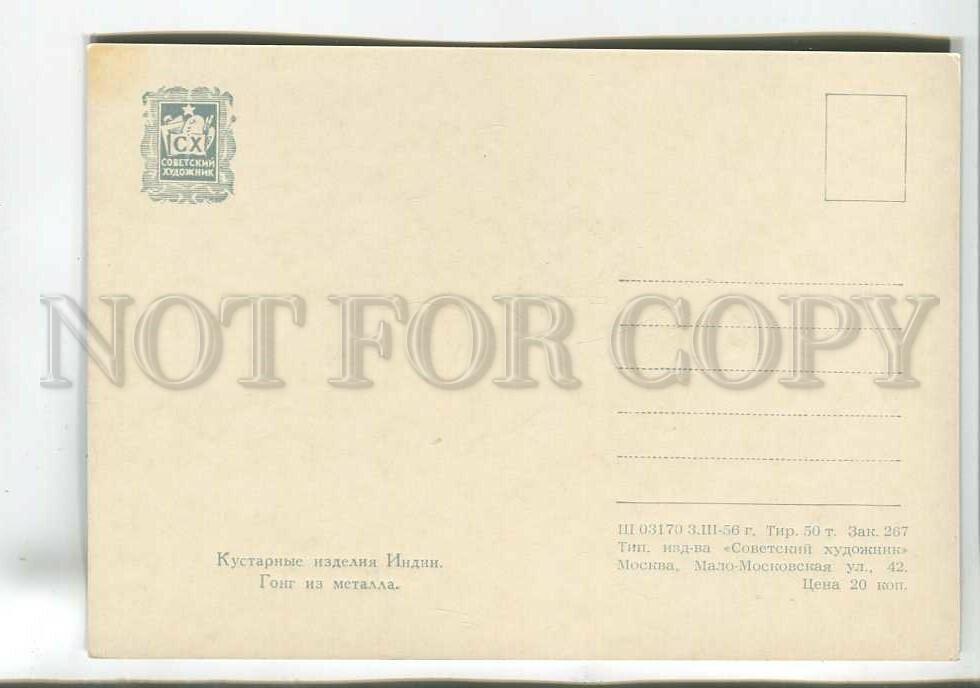 СХ
СОВЕТСКИЙ
ХУДОЖНИК
NOT FOR COPY
Кустарные изделия Индии.
Гонг из металла.
Ш 03170 3.III-56 г. Тир. 50 т. Зак. 267
Тип. изд-ва «Советский художник»
Москва, Мало-Московская ул., 42.
Цена 20 коп.